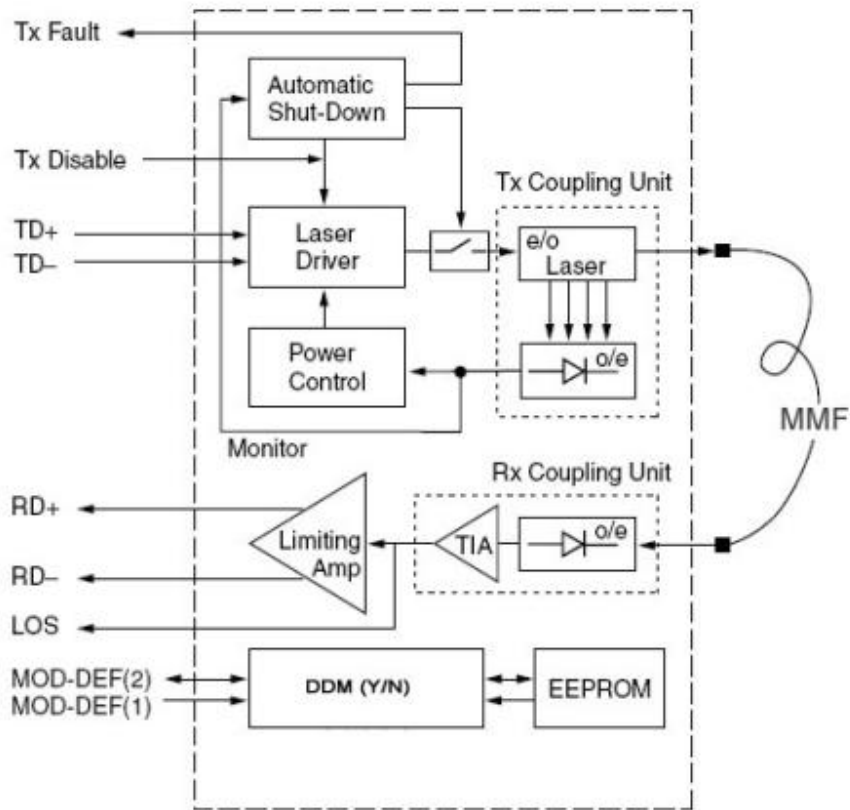 Tx Fault
Automatic
Shut-Down
Tx Disable
Tx Coupling Unit
TD+
TD–
Laser
Driver
e/o
Laser
Power
Control
o/e
MMF
Monitor
Rx Coupling Unit
RD+
RD–
Limiting
Amp
TIA
o/e
LOS
MOD-DEF(2)
MOD-DEF(1)
DDM (Y/N)
EEPROM